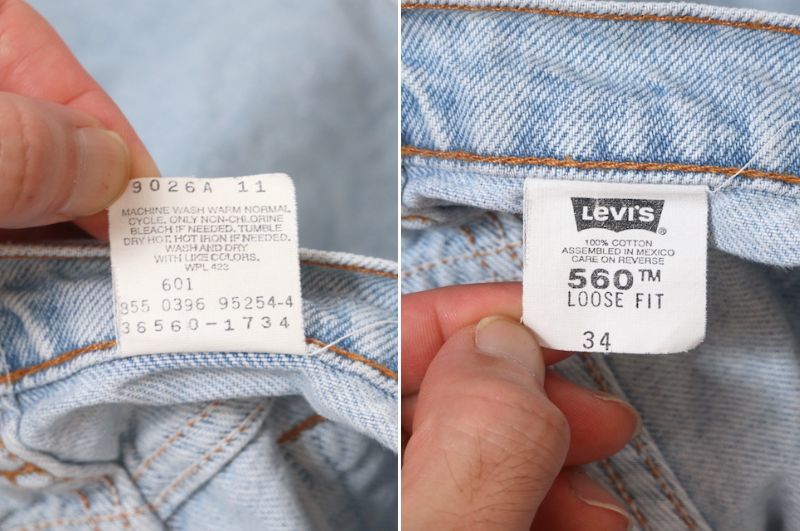 9026A 11
MACHINE WASH WARM NORMAL
CYCLE. ONLY NON-CHLORINE
BLEACH IF NEEDED. TUMBLE
DRY HOT. HOT IRON IF NEEDED.
WASH AND DRY
WITH LIKE COLORS.
WPL 423
601
855 0396 95254-4
36560-1734
LEVI'S ®
100% COTTON
ASSEMBLED IN MEXICO
CARE ON REVERSE
560™
LOOSE FIT
34